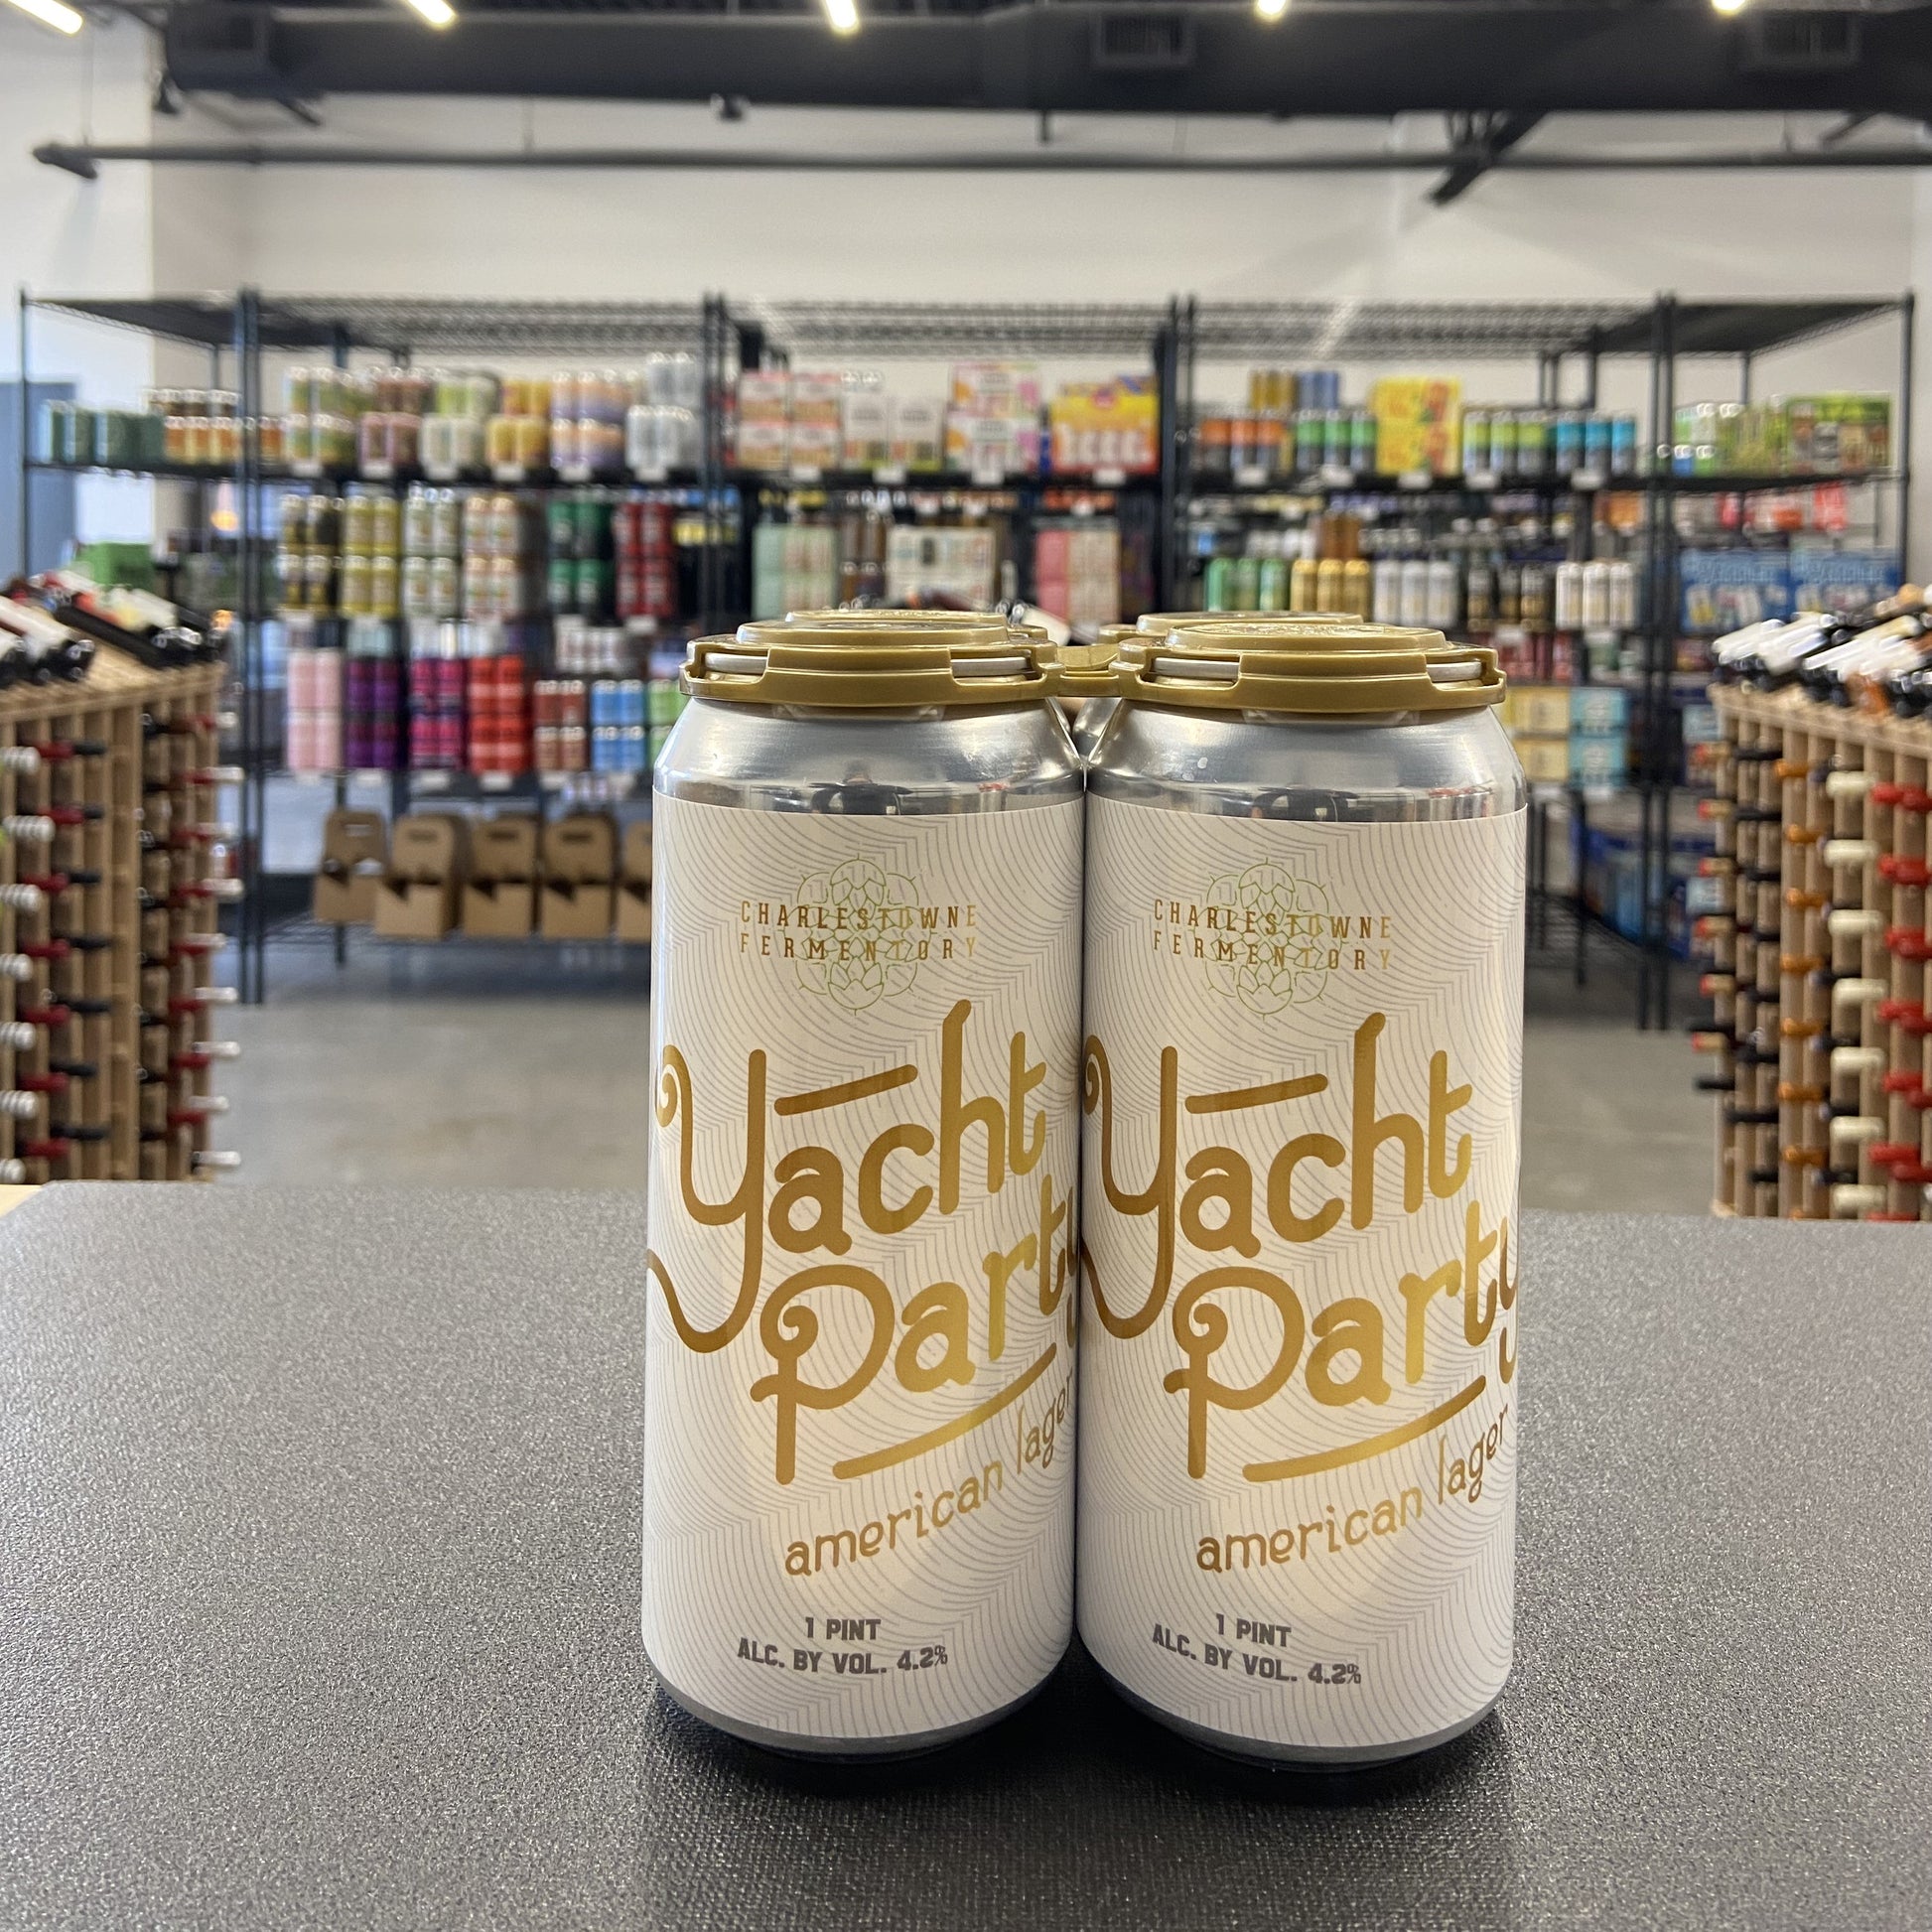 CHARLESTOWNE
FERMENTORY
Yacht
Party
american lager
1 PINT
ALC. BY VOL. 4.2%
CHARLESTOWNE
FERMENTORY
Yacht
Party
american lager
1 PINT
ALC. BY VOL. 4.2%